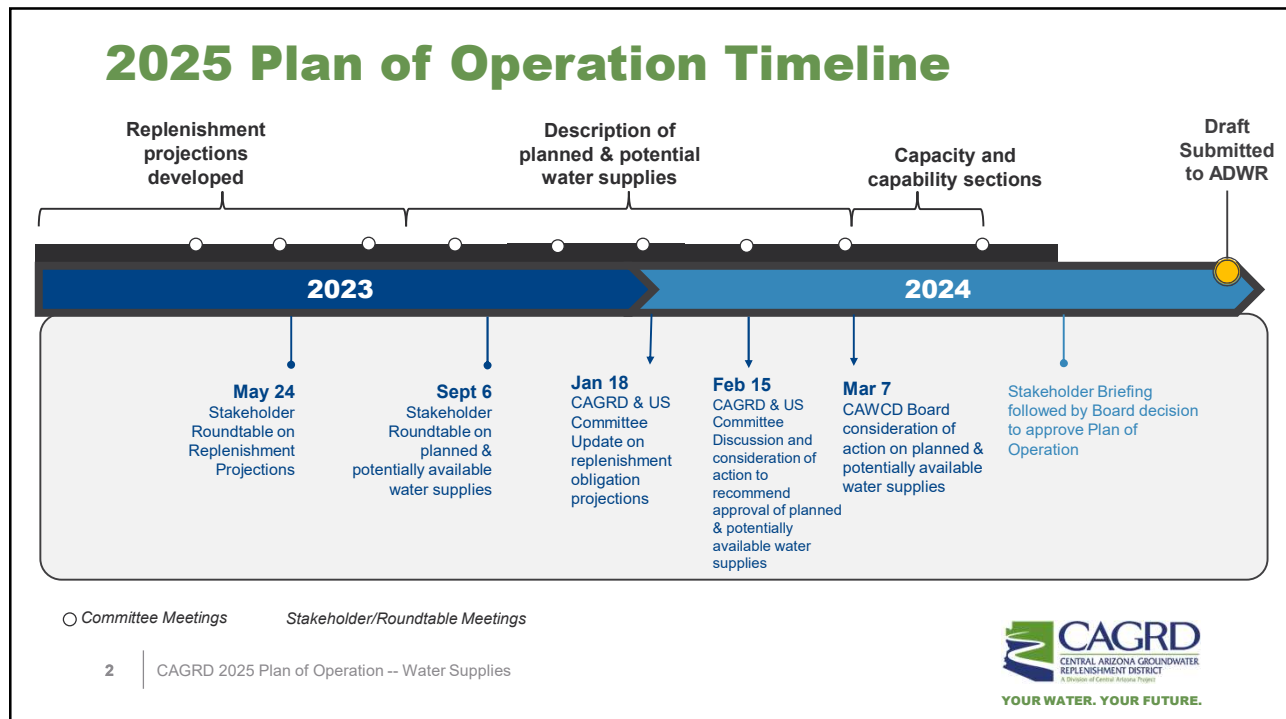 2025 Plan of Operation Timeline
Replenishment
projections
developed
Description of
planned & potential
water supplies
Capacity and
capability sections
Draft
Submitted
to ADWR
2023
2024
May 24
Stakeholder
Roundtable on
Replenishment
Projections
Sept 6
Stakeholder
Roundtable on
planned &
potentially available
water supplies
Jan 18
CAGRD & US
Committee
Update on
replenishment
obligation
projections
Feb 15
CAGRD & US
Committee
Discussion and
consideration of
action to
recommend
approval of planned
& potentially
available water
supplies
Mar 7
CAWCD Board
consideration of
action on planned &
potentially available
water supplies
Stakeholder Briefing
followed by Board decision
to approve Plan of
Operation
Committee Meetings
Stakeholder/Roundtable Meetings
2
CAGRD 2025 Plan of Operation -- Water Supplies
CAGRD
CENTRAL ARIZONA GROUNDWATER
REPLENISHMENT DISTRICT
A Division of Central Arizona Project
YOUR WATER. YOUR FUTURE.